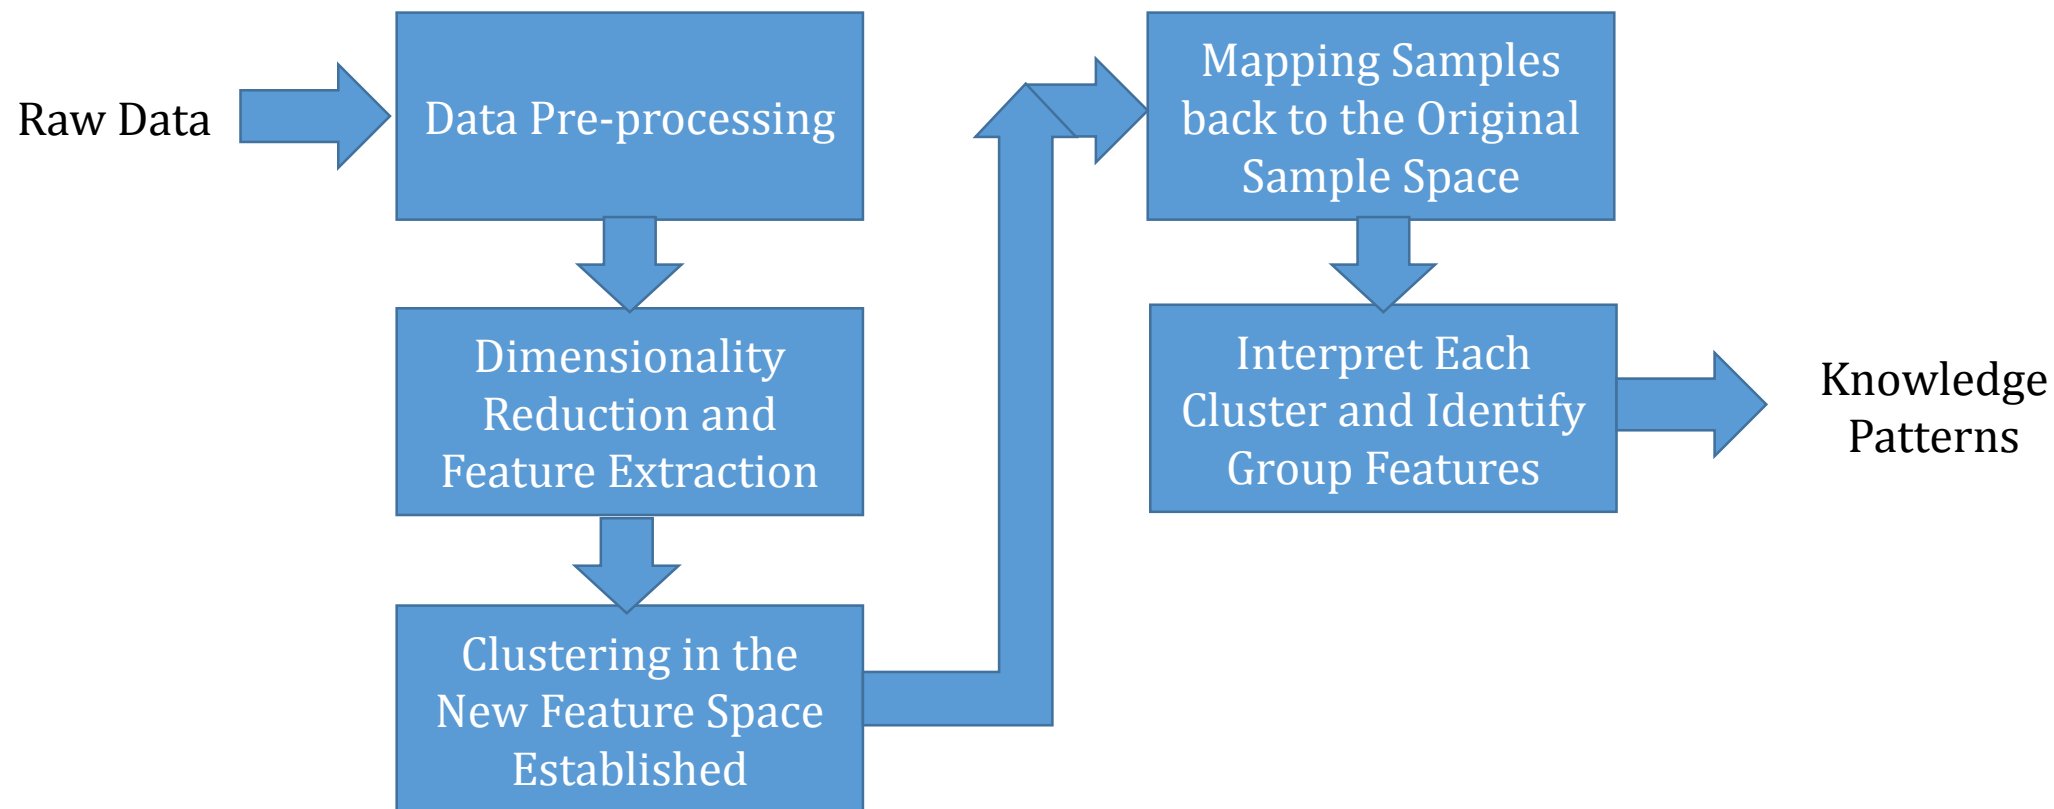 Raw Data
Data Pre-processing
Dimensionality
Reduction and
Feature Extraction
Clustering in the
New Feature Space
Established
Mapping Samples
back to the Original
Sample Space
Interpret Each
Cluster and Identify
Group Features
Knowledge
Patterns